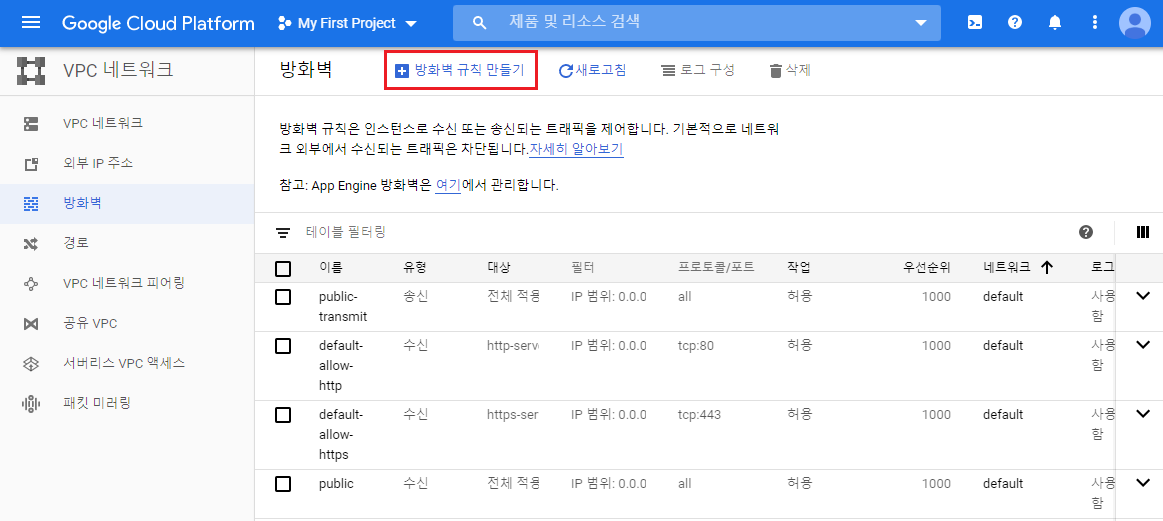 Google Cloud Platform My First Project 제품 및 리소스 검색
VPC 네트워크
방화벽 방화벽 규칙 만들기 새로고침 로그 구성 삭제
VPC 네트워크
외부 IP 주소
방화벽
경로
VPC 네트워크 피어링
공유 VPC
서버리스 VPC 액세스
패킷 미러링
방화벽 규칙은 인스턴스로 수신 또는 송신되는 트래픽을 제어합니다. 기본적으로 네트워
크 외부에서 수신되는 트래픽은 차단됩니다.자세히 알아보기
참고: App Engine 방화벽은 여기에서 관리합니다.
테이블 필터링
이름 유형 대상 필터 프로토콜/포트 작업 우선순위 네트워크 로그
public- 송신 전체 적용 IP 범위: 0.0.0 all 허용 1000 default 사용
transmit 함
default- 수신 http-serv IP 범위: 0.0.0 tcp:80 허용 1000 default 사용
allow- 함
http
default- 수신 https-ser IP 범위: 0.0.0 tcp:443 허용 1000 default 사용
allow- 함
https
public 수신 전체 적용 IP 범위: 0.0.0 all 허용 1000 default 사용